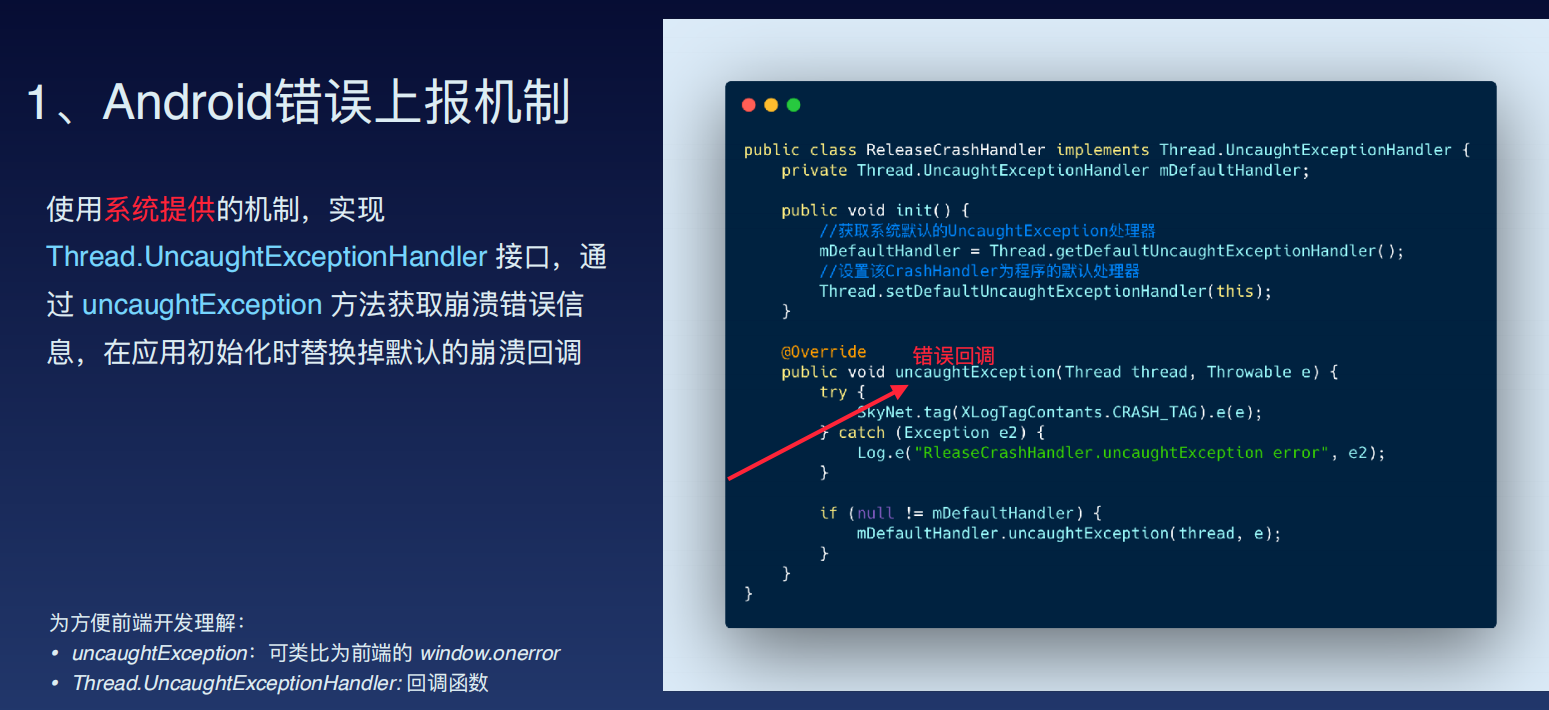 1、Android错误上报机制
使用系统提供的机制，实现
Thread.UncaughtExceptionHandler 接口，通
过 uncaughtException 方法获取崩溃错误信
息，在应用初始化时替换掉默认的崩溃回调
为方便前端开发理解：
• uncaughtException：可类比为前端的 window.onerror
• Thread.UncaughtExceptionHandler: 回调函数
public class ReleaseCrashHandler implements Thread.UncaughtExceptionHandler {
    private Thread.UncaughtExceptionHandler mDefaultHandler;
    public void init() {
        //获取系统默认的UncaughtException处理器
        mDefaultHandler = Thread.getDefaultUncaughtExceptionHandler();
        //设置该CrashHandler为程序的默认处理器
        Thread.setDefaultUncaughtExceptionHandler(this);
    }
    @Override
错误回调
    public void uncaughtException(Thread thread, Throwable e) {
        try {
            SkyNet.tag(XLogTagContants.CRASH_TAG).e(e);
        } catch (Exception e2) {
            Log.e("RleaseCrashHandler.uncaughtException error", e2);
        }
        if (null != mDefaultHandler) {
            mDefaultHandler.uncaughtException(thread, e);
        }
    }
}